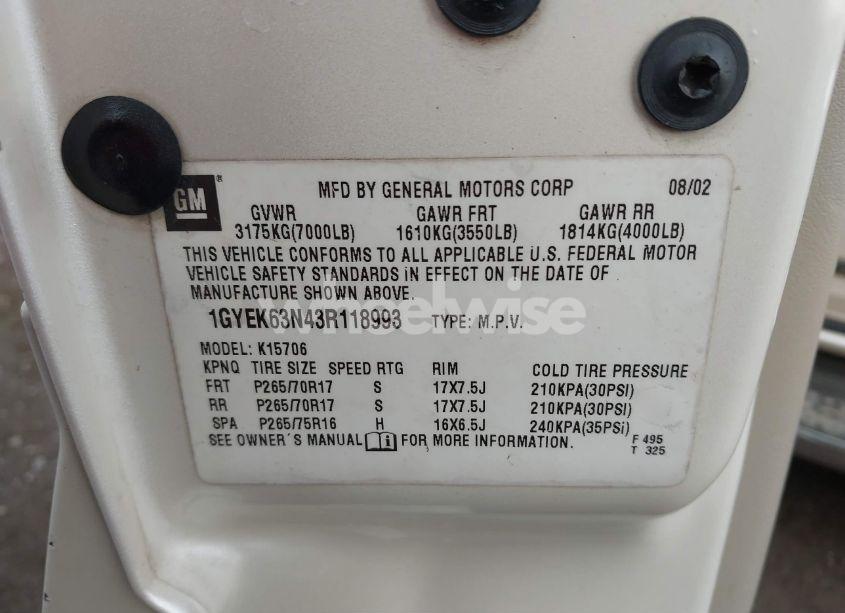 GM ® MFD BY GENERAL MOTORS CORP 08/02
GVWR GAWR FRT GAWR RR
3175KG(7000LB) 1610KG(3550LB) 1814KG(4000LB)
THIS VEHICLE CONFORMS TO ALL APPLICABLE U.S. FEDERAL MOTOR
VEHICLE SAFETY STANDARDS IN EFFECT ON THE DATE OF
MANUFACTURE SHOWN ABOVE.
wheelwise
1GYEK63N43R118993 TYPE: M.P.V.
MODEL: K15706
KPNQ TIRE SIZE SPEED RTG RIM COLD TIRE PRESSURE
FRT P265/70R17 S 17X7.5J 210KPA(30PSI)
RR P265/70R17 S 17X7.5J 210KPA(30PSI)
SPA P265/75R16 H 16X6.5J 240KPA(35PSi)
SEE OWNER'S MANUAL FOR MORE INFORMATION. F 495
T 325